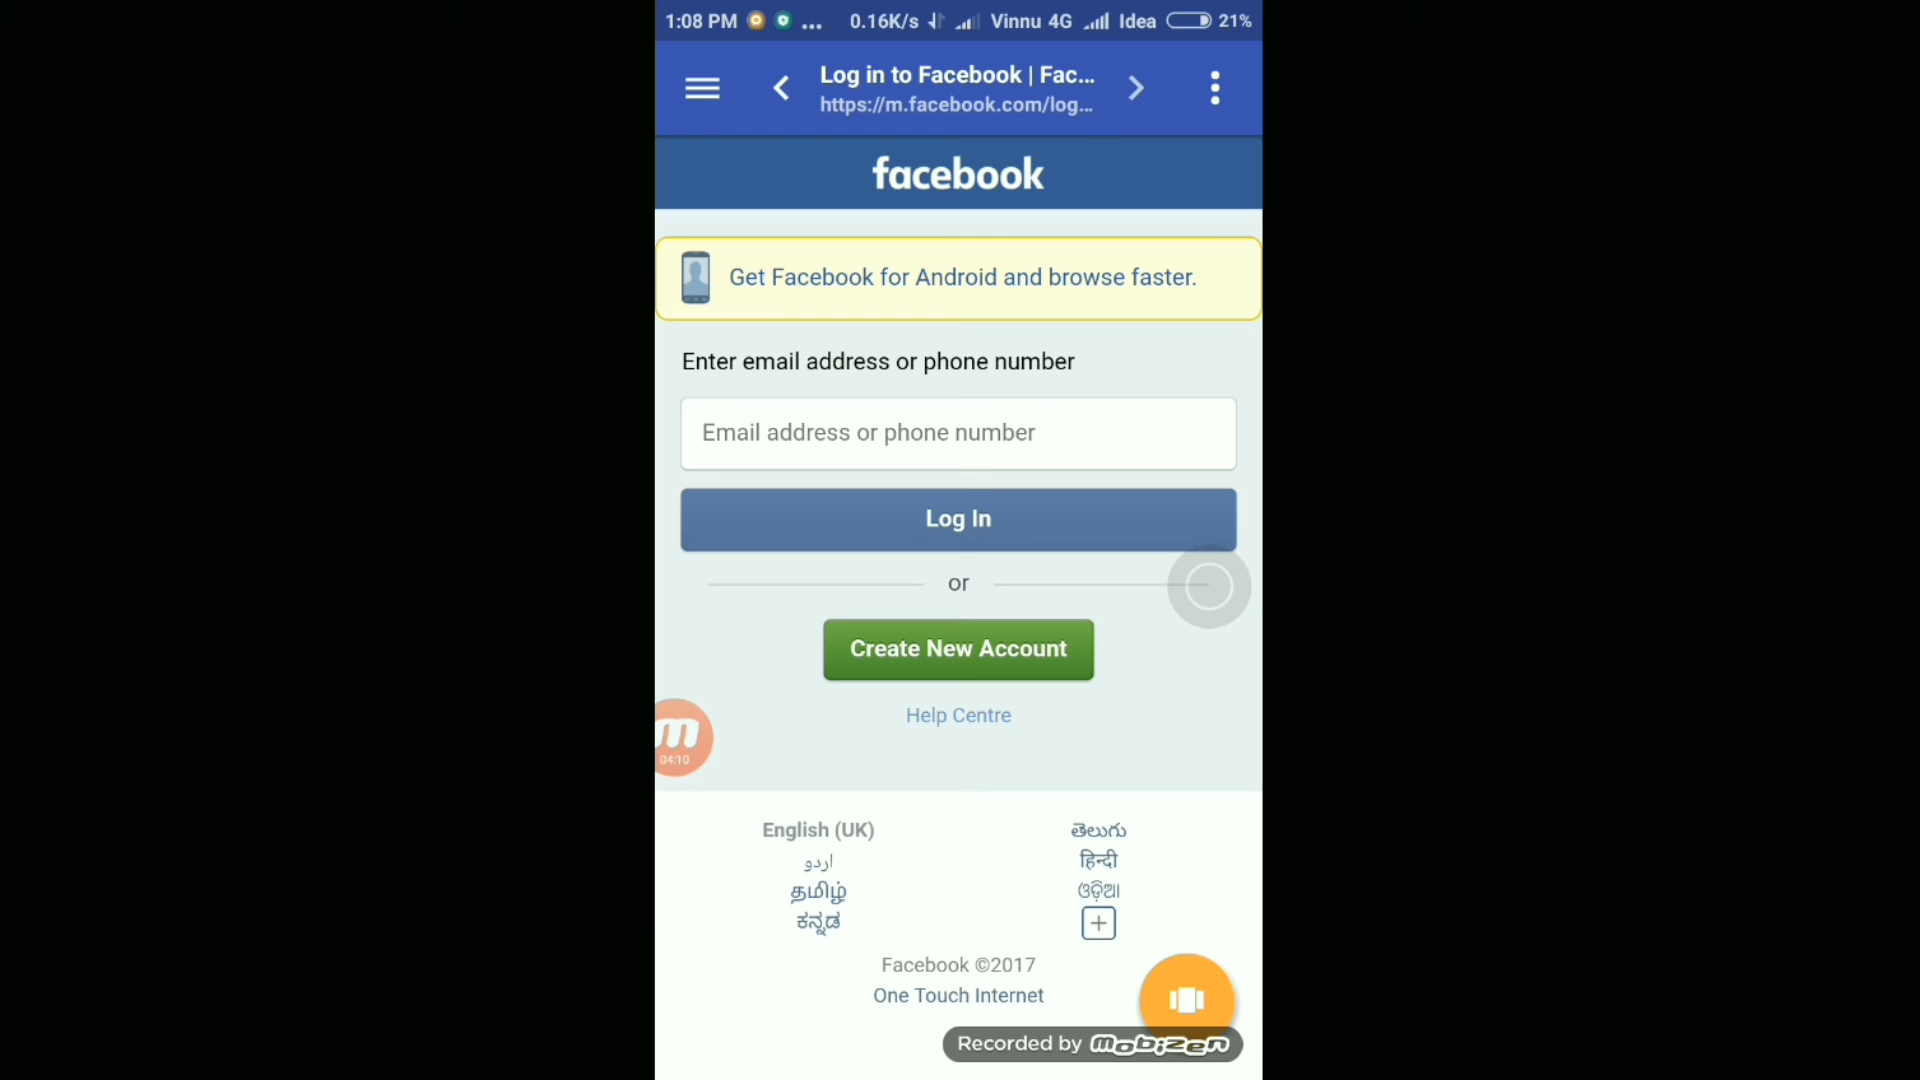 1:08 PM ... 0.16K/s Vinnu 4G Idea 21%
Log in to Facebook | Fac...
https://m.facebook.com/log...
facebook
Get Facebook for Android and browse faster.
Enter email address or phone number
Email address or phone number
Log In
or
Create New Account
Help Centre
m
04:10
English (UK)
తెలుగు
اردو
हिन्दी
தமிழ்
ଓଡ଼ିଆ
ಕನ್ನಡ
+
Facebook ©2017
One Touch Internet
Recorded by mobizen